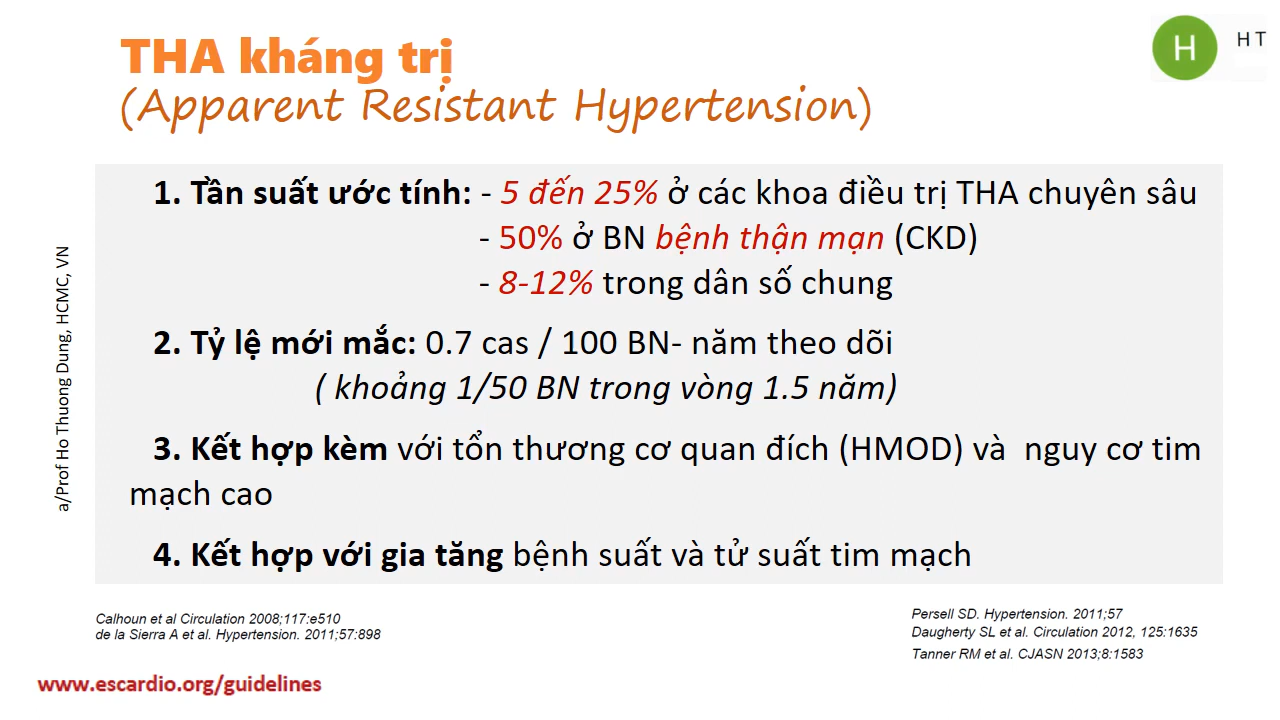 THA kháng trị
(Apparent Resistant Hypertension)
H
H T
1. Tần suất ước tính: - 5 đến 25% ở các khoa điều trị THA chuyên sâu
- 50% ở BN bệnh thận mạn (CKD)
- 8-12% trong dân số chung
2. Tỷ lệ mới mắc: 0.7 cas / 100 BN- năm theo dõi
( khoảng 1/50 BN trong vòng 1.5 năm)
3. Kết hợp kèm với tổn thương cơ quan đích (HMOD) và nguy cơ tim
mạch cao
4. Kết hợp với gia tăng bệnh suất và tử suất tim mạch
a/Prof Ho Thuong Dung, HCMC, VN
Calhoun et al Circulation 2008;117:e510
de la Sierra A et al. Hypertension. 2011;57:898
Persell SD. Hypertension. 2011;57
Daugherty SL et al. Circulation 2012, 125:1635
Tanner RM et al. CJASN 2013;8:1583
www.escardio.org/guidelines